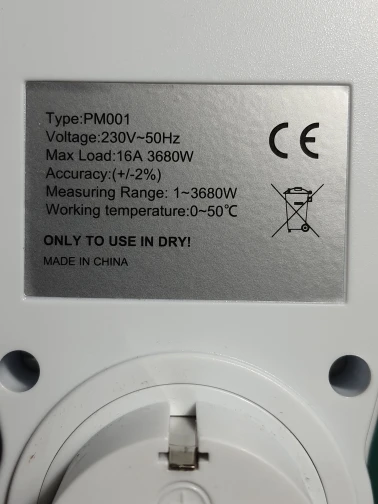 Type:PM001
Voltage:230V~50Hz
Max Load:16A 3680W
Accuracy:(+/-2%)
Measuring Range: 1~3680W
Working temperature:0~50℃
ONLY TO USE IN DRY!
MADE IN CHINA
CE